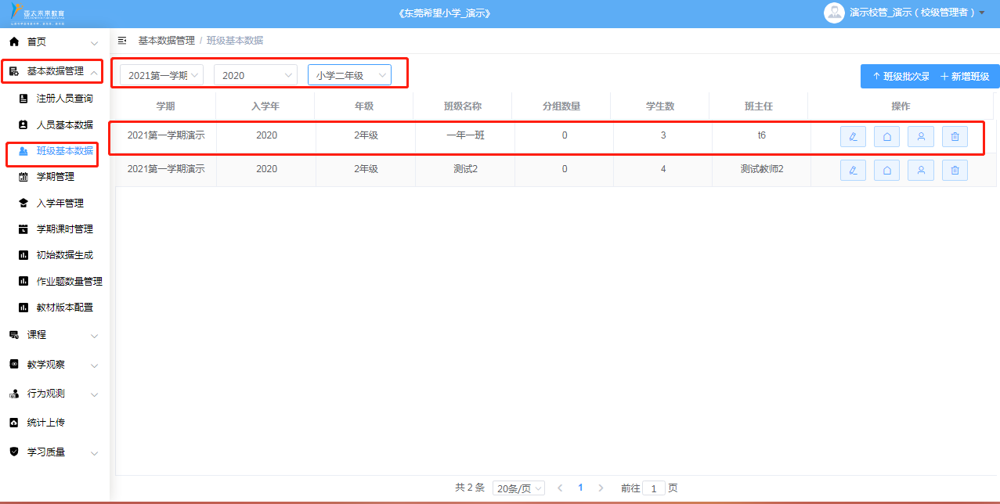 亚太未来教育
《东莞希望小学_演示》
演示校管_演示（校级管理者）
首页
基本数据管理
注册人员查询
人员基本数据
班级基本数据
学期管理
入学年管理
学期课时管理
初始数据生成
作业题数量管理
教材版本配置
课程
教学观察
行为观测
统计上传
学习质量
基本数据管理 / 班级基本数据
2021第一学期 2020 小学二年级
班级批次录 新增班级
学期 入学年 年级 班级名称 分组数量 学生数 班主任 操作
2021第一学期演示 2020 2年级 一年一班 0 3 t6
2021第一学期演示 2020 2年级 测试2 0 4 测试教师2
共 2 条 20条/页 1 前往 1 页